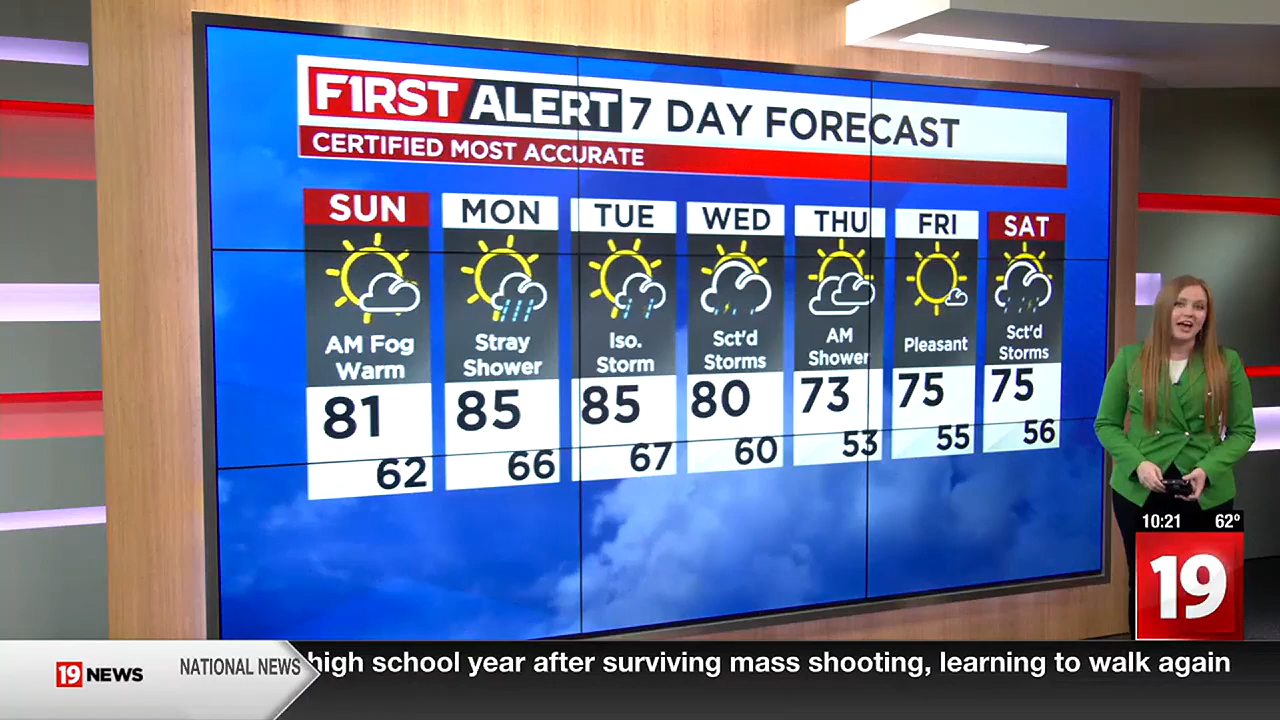 F1RST ALERT 7 DAY FORECAST
CERTIFIED MOST ACCURATE
SUN
AM Fog
Warm
81
62
MON
Stray
Shower
85
66
TUE
Iso.
Storm
85
67
WED
Sct'd
Storms
80
60
THU
AM
Shower
73
53
FRI
Pleasant
75
55
SAT
Sct'd
Storms
75
56
10:21 62°
19
19 NEWS
NATIONAL NEWS
high school year after surviving mass shooting, learning to walk again